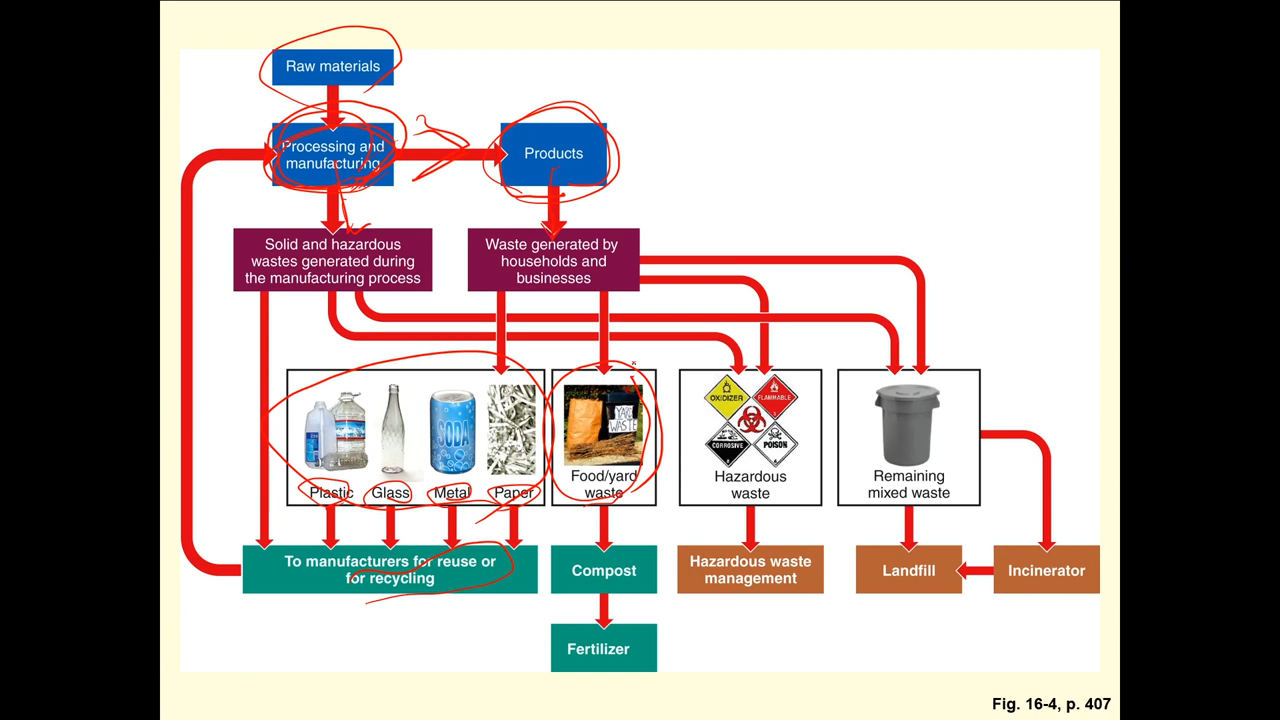 Raw materials
Processing and
manufacturing
Products
Solid and hazardous
wastes generated during
the manufacturing process
Waste generated by
households and
businesses
SODA
YARD
WASTE
OXIDIZER
FLAMMABLE
CORROSIVE
POISON
Plastic
Glass
Metal
Paper
Food/yard
waste
Hazardous
waste
Remaining
mixed waste
To manufacturers for reuse or
for recycling
Compost
Hazardous waste
management
Landfill
Incinerator
Fertilizer
Fig. 16-4, p. 407